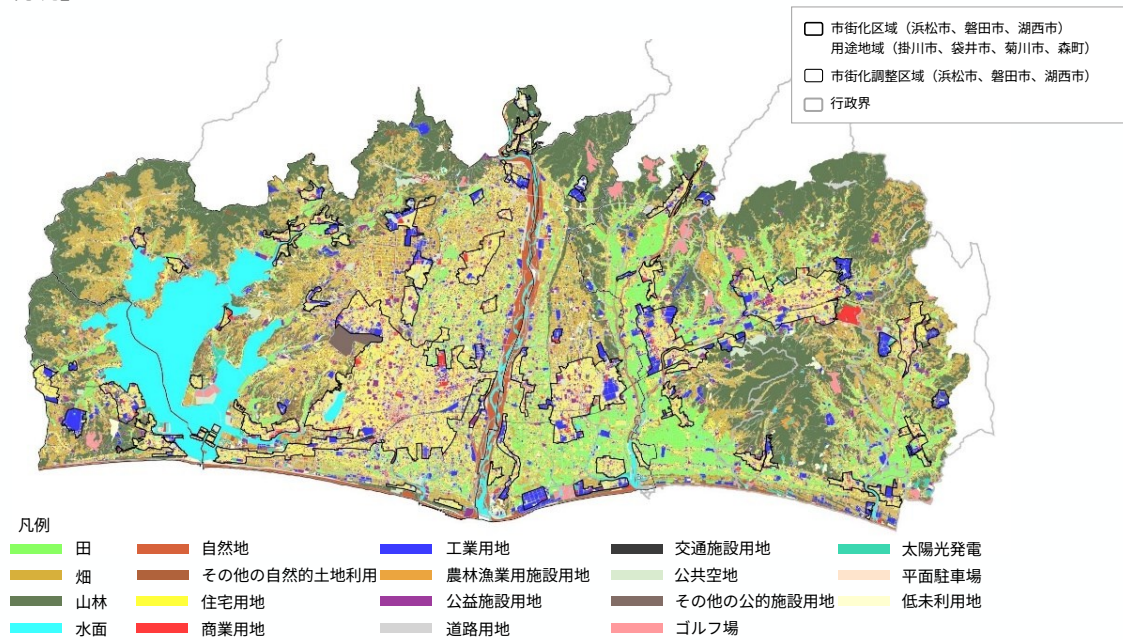 市街化区域（浜松市、磐田市、湖西市）
用途地域（掛川市、袋井市、菊川市、森町）
市街化調整区域（浜松市、磐田市、湖西市）
行政界
凡例
田 自然地 工業用地 交通施設用地 太陽光発電
畑 その他の自然的土地利用 農林漁業用施設用地 公共空地 平面駐車場
山林 住宅用地 公益施設用地 その他の公的施設用地 低未利用地
水面 商業用地 道路用地 ゴルフ場